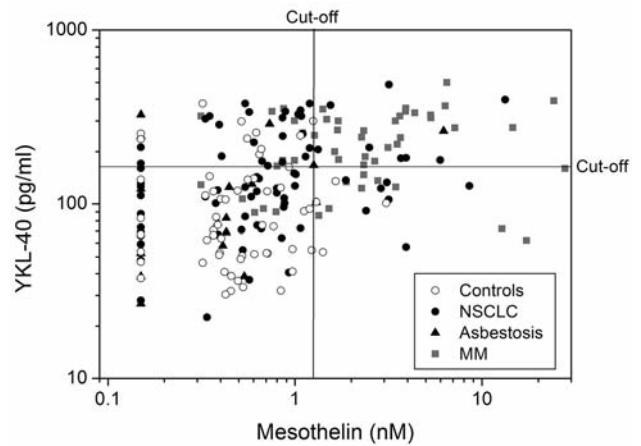 Cut-off
1000
Cut-off
100
10
YKL-40 (pg/ml)
Controls
NSCLC
Asbestosis
MM
0.1
1
10
Mesothelin (nM)